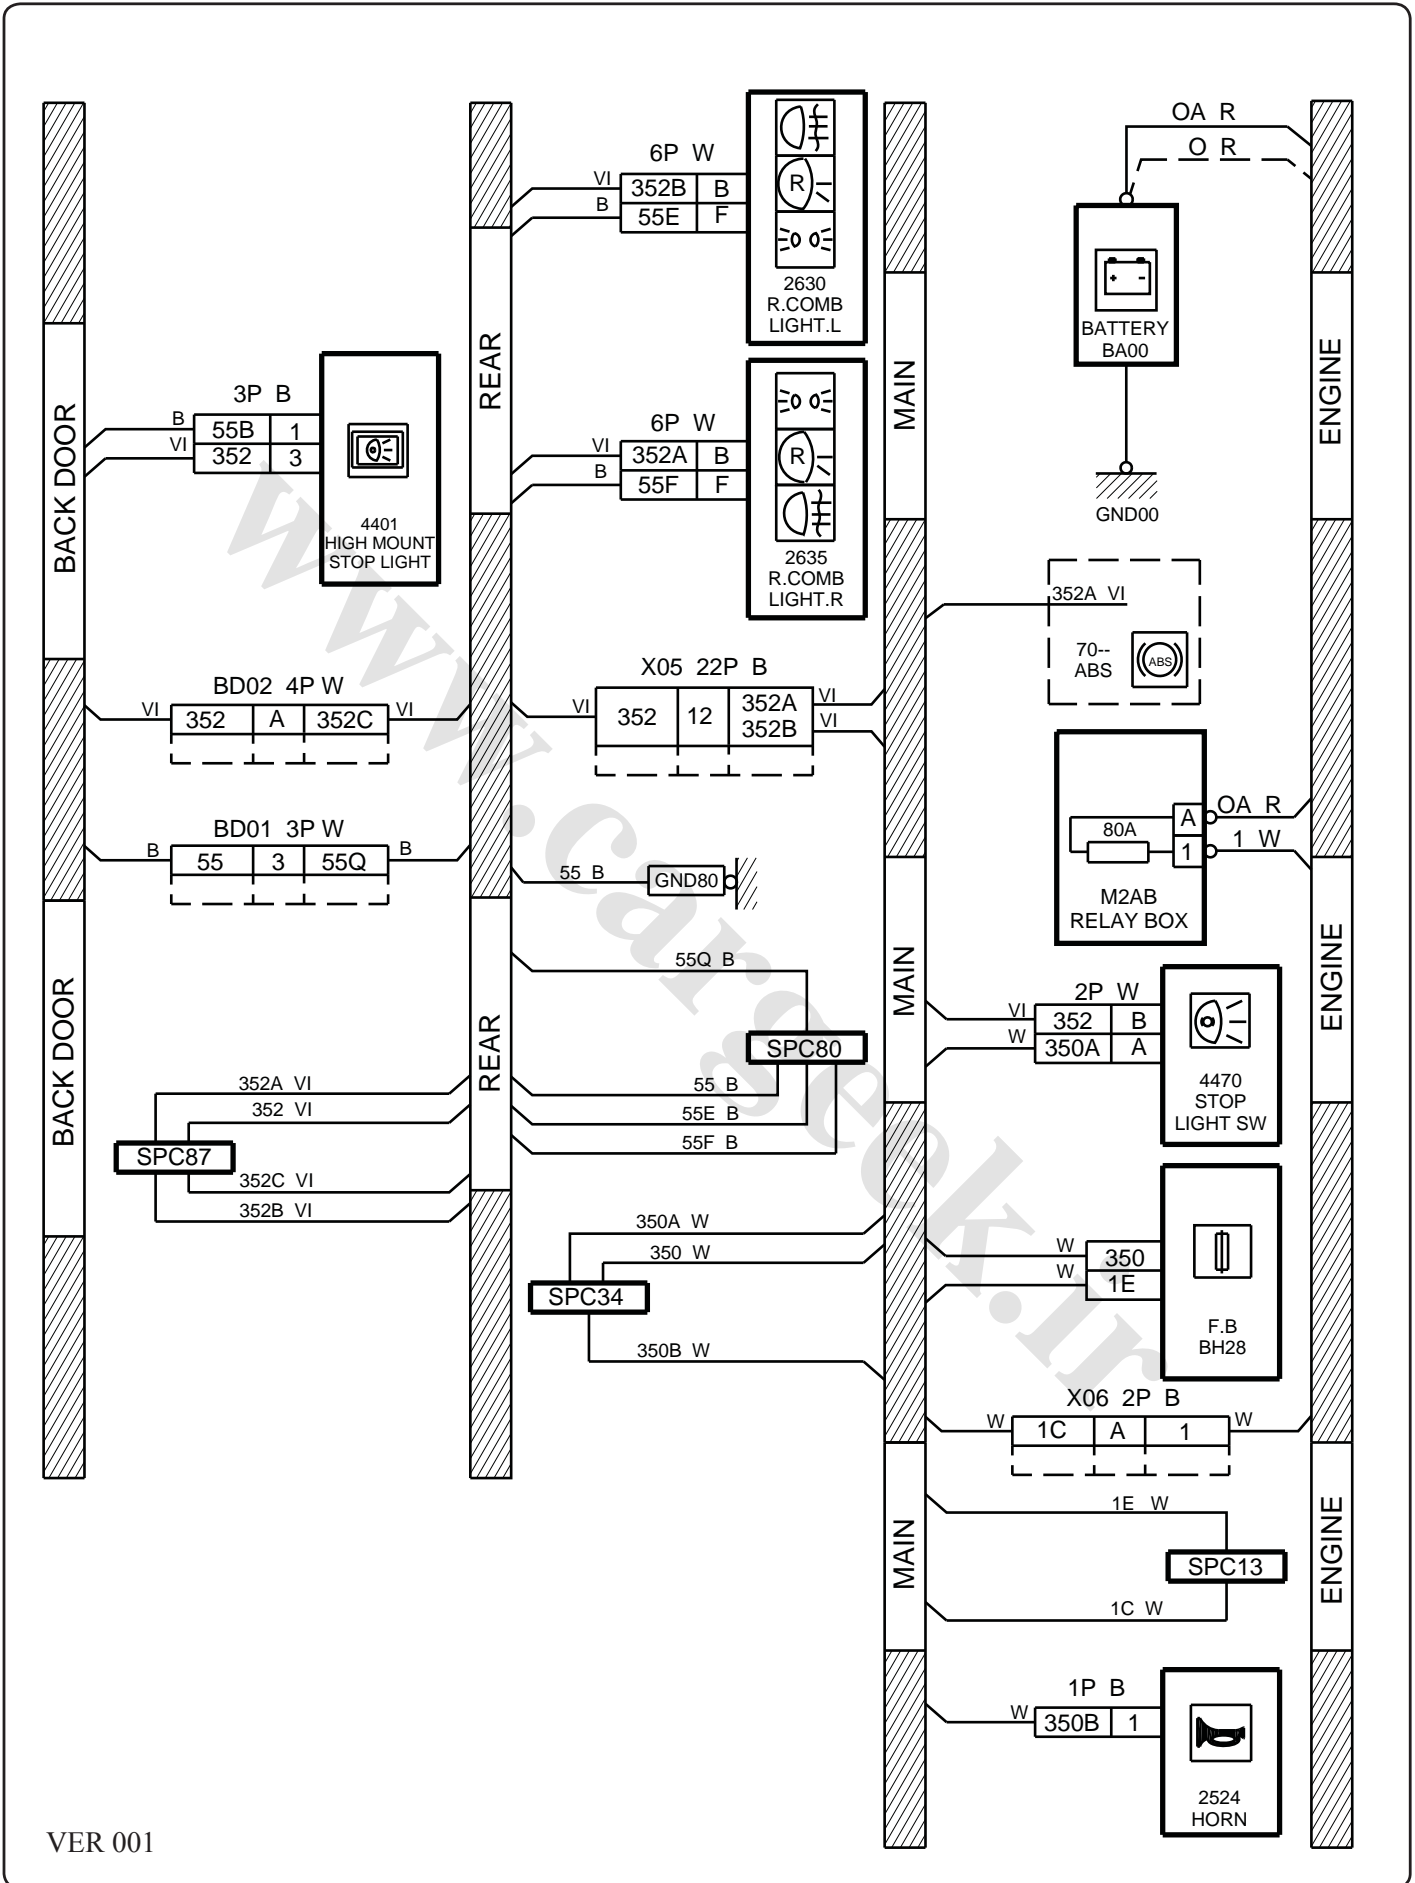 BACK DOOR
BACK DOOR
3P B
B 55B 1
VI 352 3
4401
HIGH MOUNT
STOP LIGHT
BD02 4P W
VI 352 A 352C VI
BD01 3P W
B 55 3 55Q B
352A VI
352 VI
SPC87
352C VI
352B VI
REAR
REAR
6P W
VI 352B B
B 55E F
R
2630
R.COMB
LIGHT.L
6P W
VI 352A B
B 55F F
R
2635
R.COMB
LIGHT.R
X05 22P B
VI 352 12 352A VI
352B VI
55 B GND80
55Q B
SPC80
55 B
55E B
55F B
350A W
350 W
SPC34
350B W
MAIN
MAIN
MAIN
OA R
O R
+ -
BATTERY
BA00
GND00
352A VI
70--
ABS
ABS
80A
A OA R
1 1 W
M2AB
RELAY BOX
2P W
VI 352 B
W 350A A
4470
STOP
LIGHT SW
W 350
W 1E
F.B
BH28
X06 2P B
W 1C A 1 W
1E W
SPC13
1C W
1P B
W 350B 1
2524
HORN
ENGINE
ENGINE
ENGINE
www.cargeek.ir
VER 001